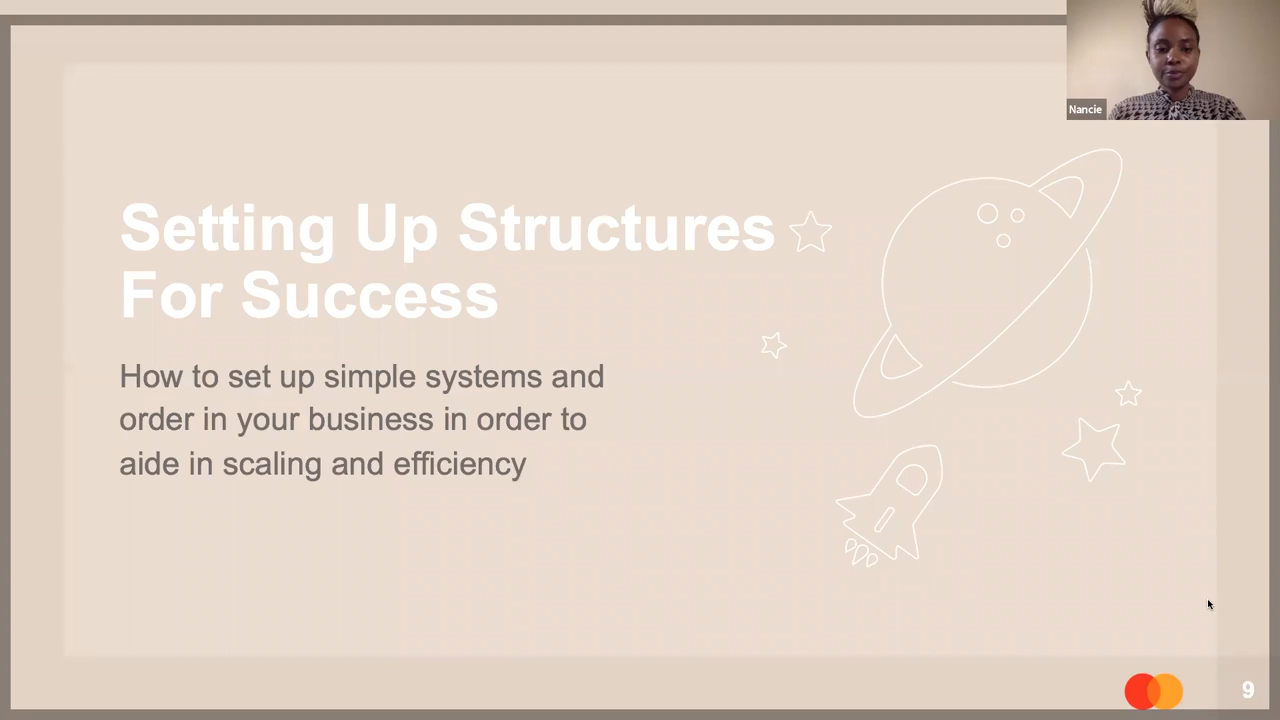 Nancie
Setting Up Structures
For Success
How to set up simple systems and
order in your business in order to
aide in scaling and efficiency
9